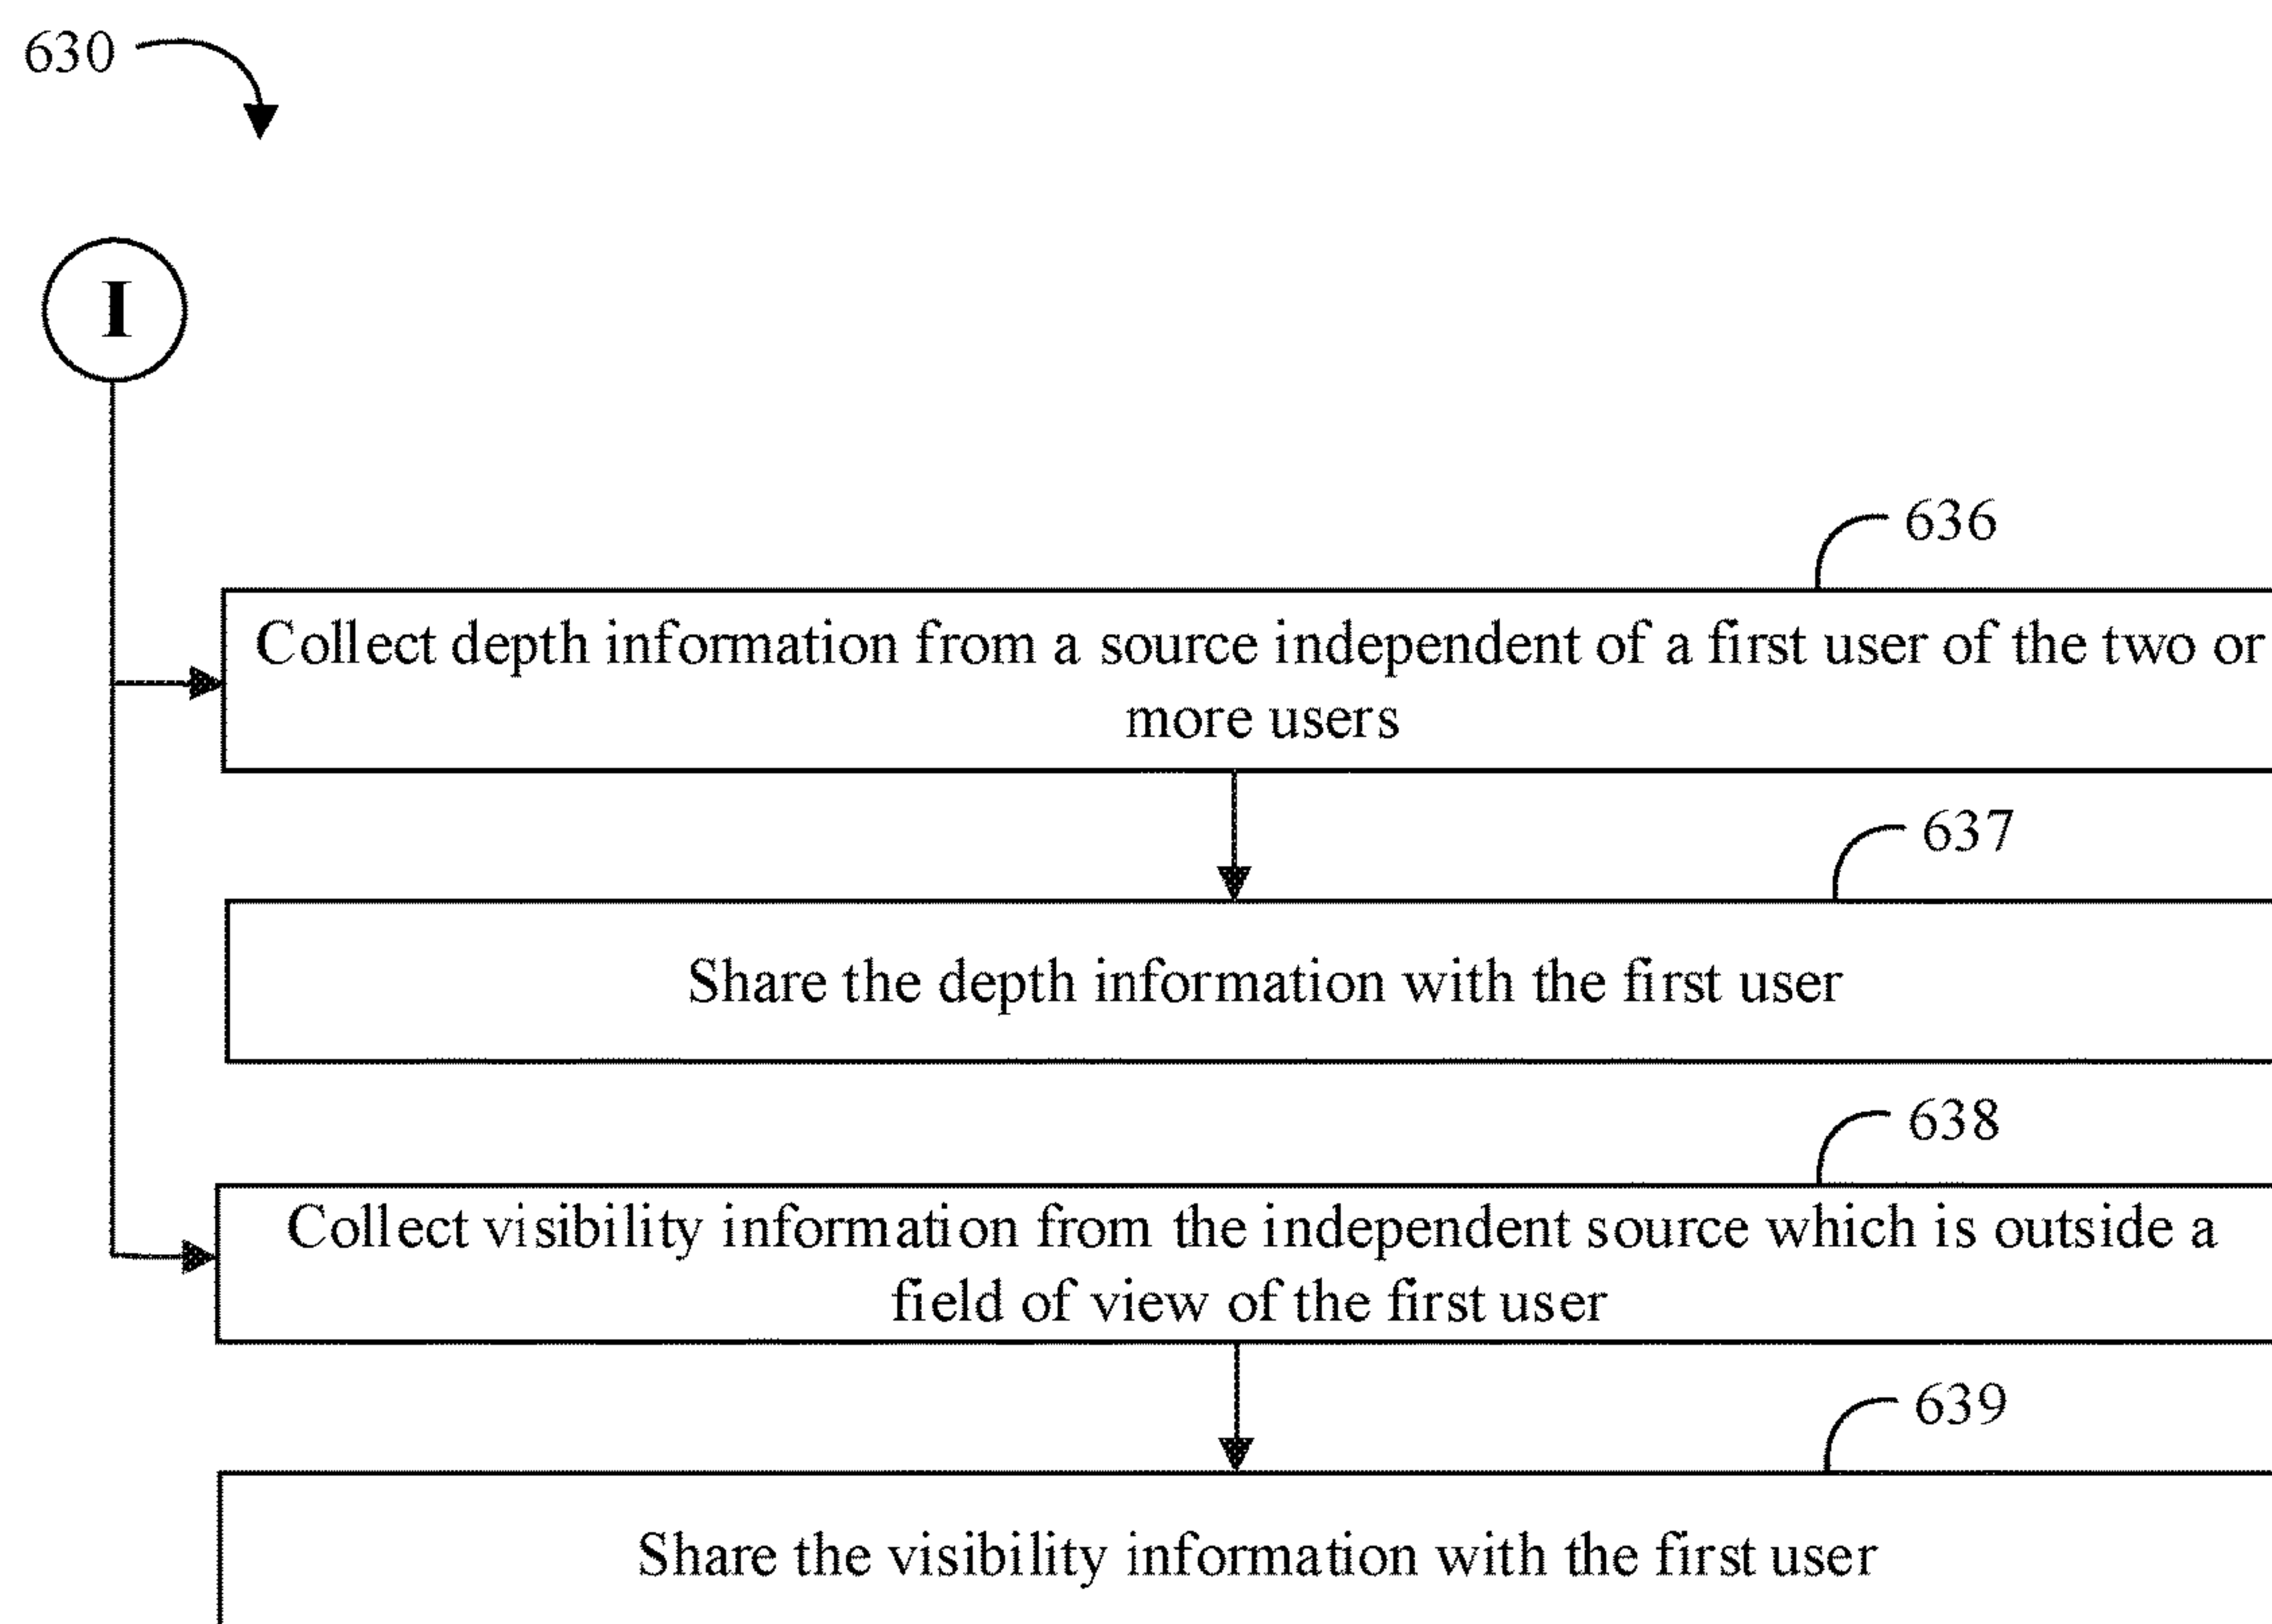 630
I
636
Collect depth information from a source independent of a first user of the two or
more users
637
Share the depth information with the first user
638
Collect visibility information from the independent source which is outside a
field of view of the first user
639
Share the visibility information with the first user